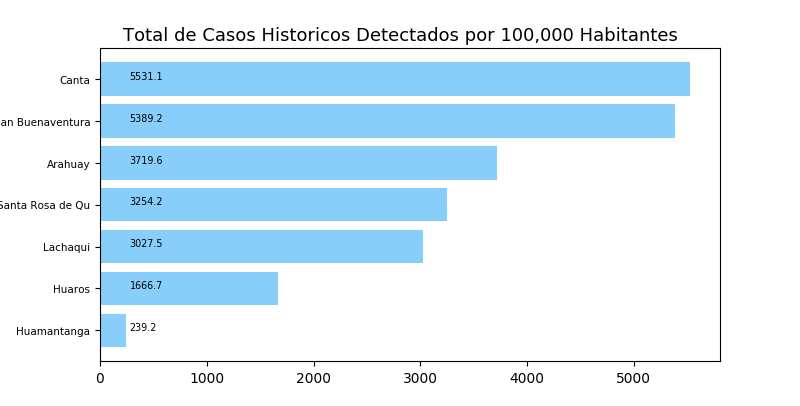 Total de Casos Historicos Detectados por 100,000 Habitantes
Canta 5531.1
an Buenaventura 5389.2
Arahuay 3719.6
Santa Rosa de Qu 3254.2
Lachaqui 3027.5
Huaros 1666.7
Huamantanga 239.2
0 1000 2000 3000 4000 5000